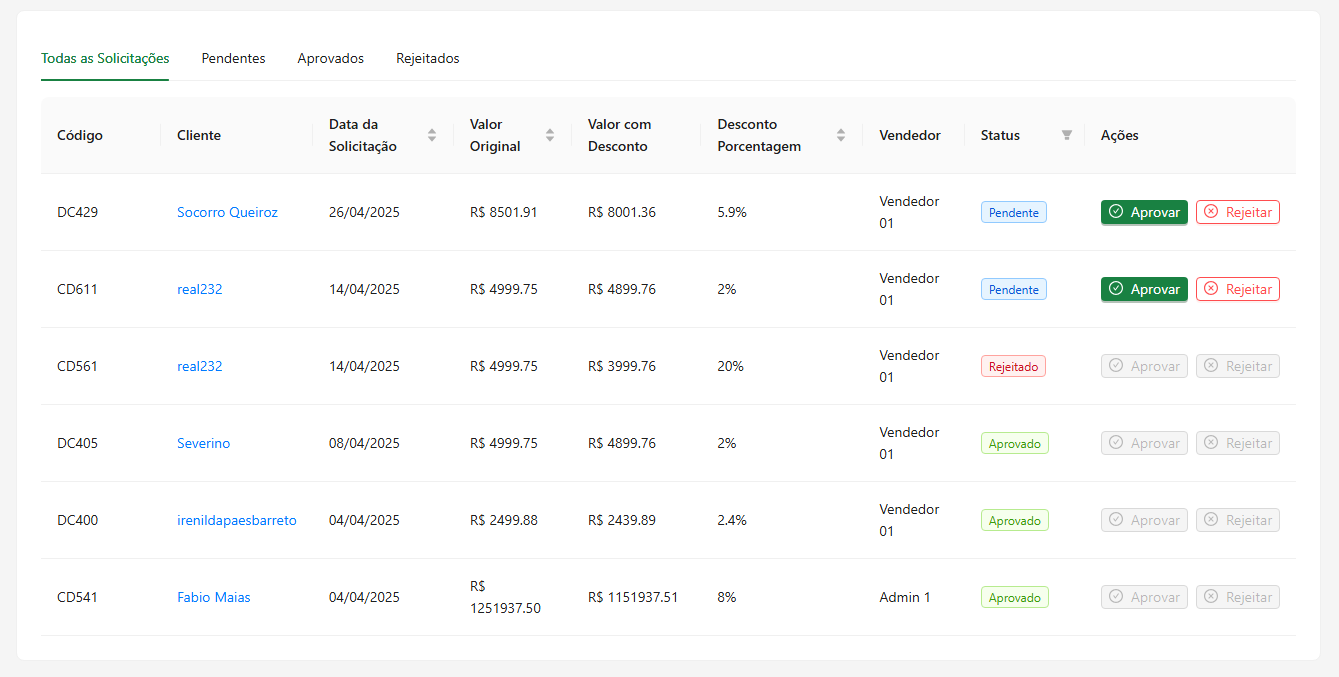 Todas as Solicitações Pendentes Aprovados Rejeitados
Código Cliente Data da Solicitação Valor Original Valor com Desconto Desconto Porcentagem Vendedor Status Ações
DC429 Socorro Queiroz 26/04/2025 R$ 8501.91 R$ 8001.36 5.9% Vendedor 01 Pendente Aprovar Rejeitar
CD611 real232 14/04/2025 R$ 4999.75 R$ 4899.76 2% Vendedor 01 Pendente Aprovar Rejeitar
CD561 real232 14/04/2025 R$ 4999.75 R$ 3999.76 20% Vendedor 01 Rejeitado Aprovar Rejeitar
DC405 Severino 08/04/2025 R$ 4999.75 R$ 4899.76 2% Vendedor 01 Aprovado Aprovar Rejeitar
DC400 irenildapaesbarreto 04/04/2025 R$ 2499.88 R$ 2439.89 2.4% Vendedor 01 Aprovado Aprovar Rejeitar
CD541 Fabio Maias 04/04/2025 R$ 1251937.50 R$ 1151937.51 8% Admin 1 Aprovado Aprovar Rejeitar